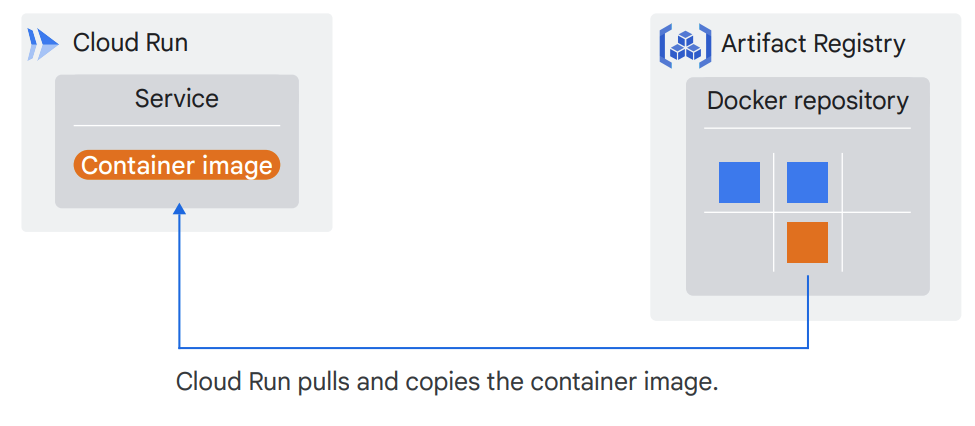 Cloud Run
Service
Container image
Artifact Registry
Docker repository
Cloud Run pulls and copies the container image.